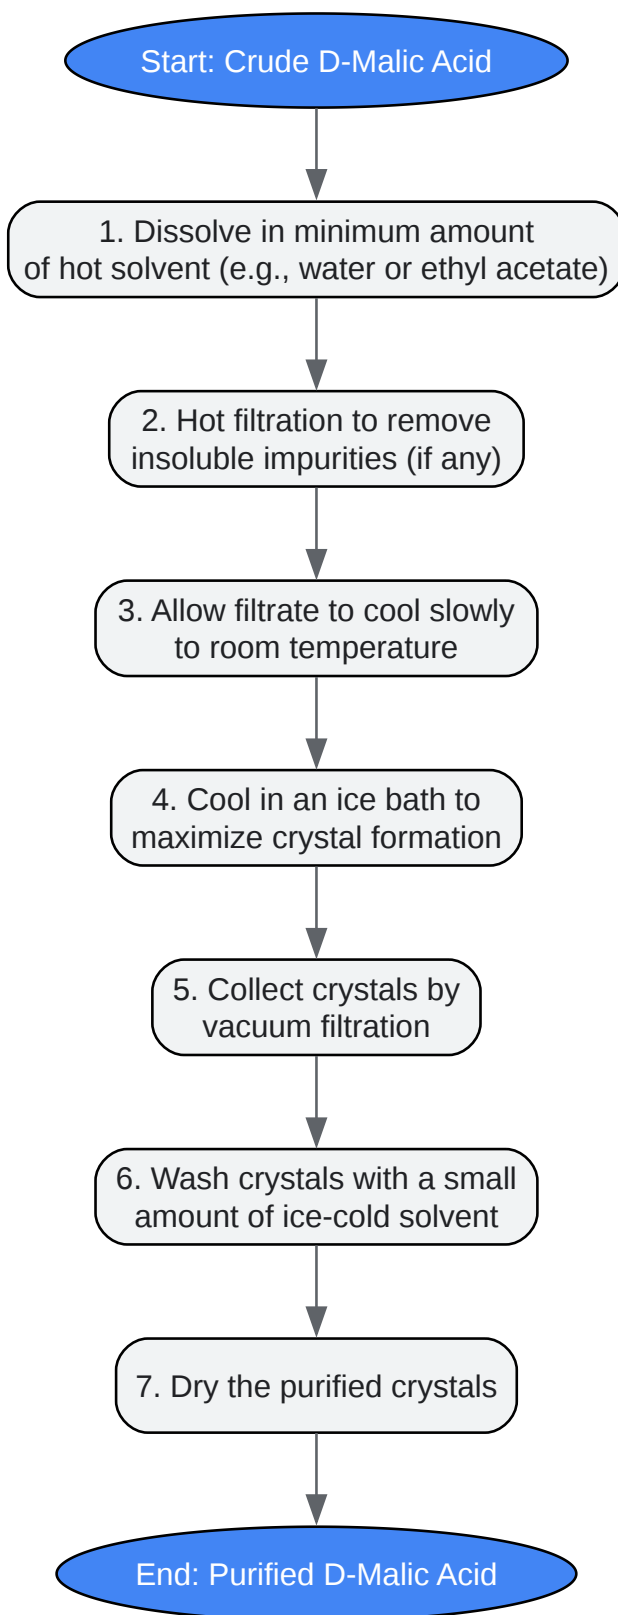 Start: Crude D-Malic Acid
1. Dissolve in minimum amount
of hot solvent (e.g., water or ethyl acetate)
2. Hot filtration to remove
insoluble impurities (if any)
3. Allow filtrate to cool slowly
to room temperature
4. Cool in an ice bath to
maximize crystal formation
5. Collect crystals by
vacuum filtration
6. Wash crystals with a small
amount of ice-cold solvent
7. Dry the purified crystals
End: Purified D-Malic Acid